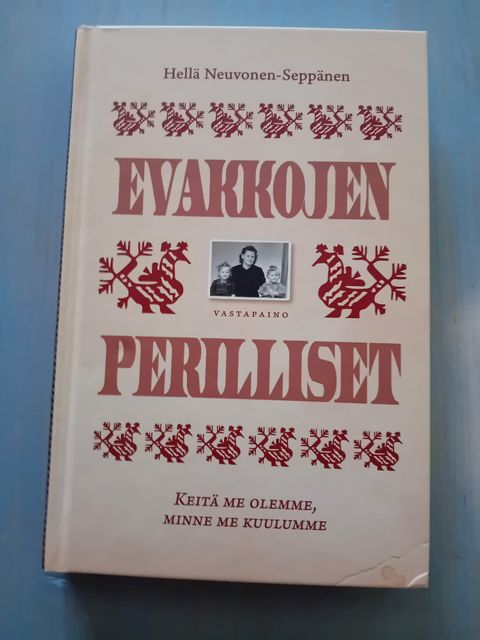 Hellä Neuvonen-Seppänen
EVAKKOJEN
VASTAPAINO
PERILLISET
KEITÄ ME OLEMME,
MINNE ME KUULUMME